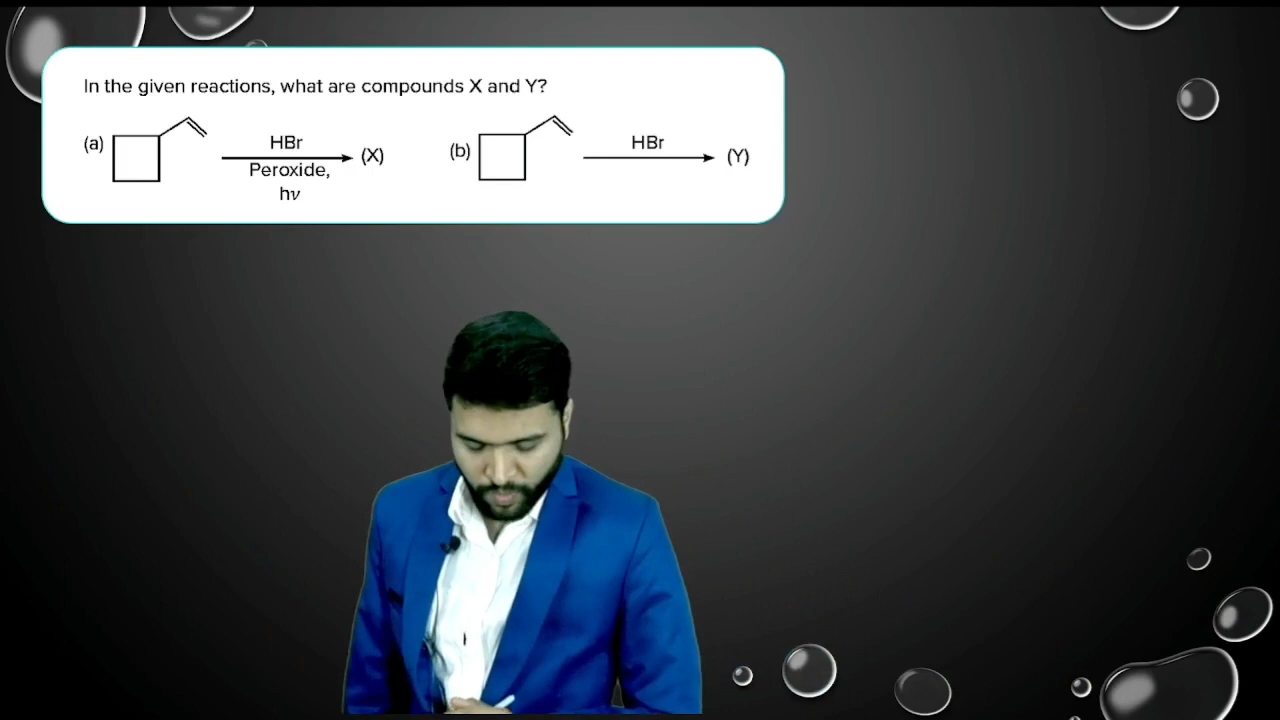 In the given reactions, what are compounds X and Y?
(a) HBr Peroxide, hν (X)
(b) HBr (Y)